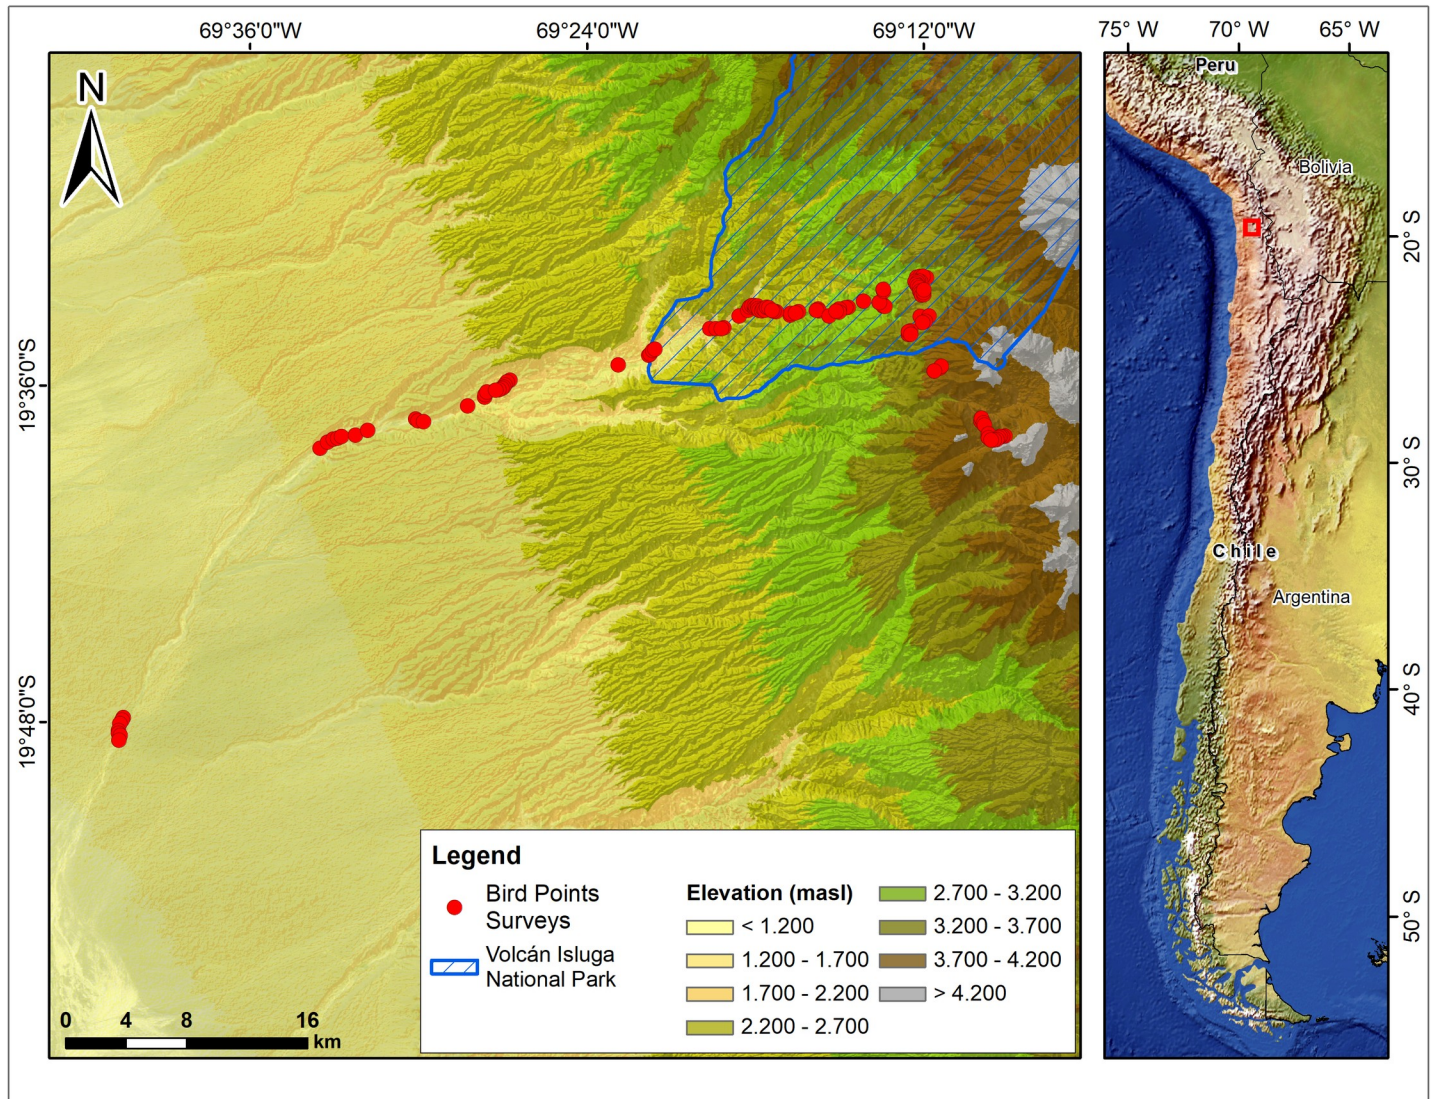 69°36'0"W
69°24'0"W
69°12'0"W
75° W
70° W
65° W
N
Peru
Bolivia
20° S
19°36'0"S
30° S
Chile
Argentina
19°48'0"S
40° S
50° S
Legend
Bird Points
Surveys
Volcán Isluga
National Park
Elevation (masl)
< 1.200
1.200 - 1.700
1.700 - 2.200
2.200 - 2.700
2.700 - 3.200
3.200 - 3.700
3.700 - 4.200
> 4.200
0 4 8 16
km